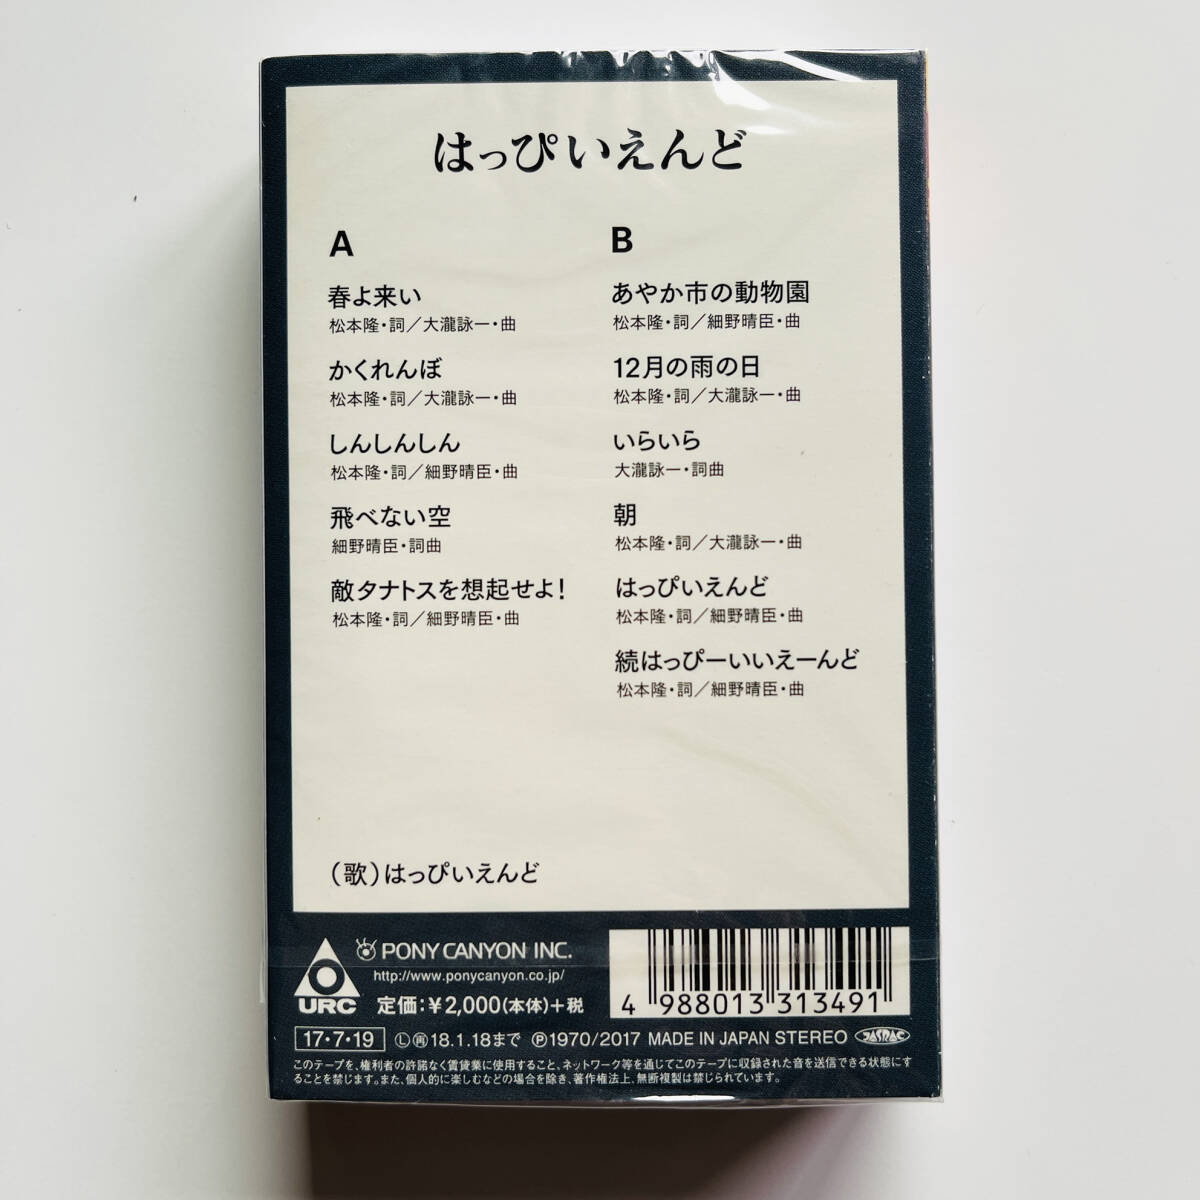 はっぴいえんど
A
春よ来い
松本隆・詞／大瀧詠一・曲
かくれんぼ
松本隆・詞／大瀧詠一・曲
しんしんしん
松本隆・詞／細野晴臣・曲
飛べない空
細野晴臣・詞曲
敵タナトスを想起せよ！
松本隆・詞／細野晴臣・曲
B
あやか市の動物園
松本隆・詞／細野晴臣・曲
12月の雨の日
松本隆・詞／大瀧詠一・曲
いらいら
大瀧詠一・詞曲
朝
松本隆・詞／大瀧詠一・曲
はっぴいえんど
松本隆・詞／細野晴臣・曲
続はっぴーいいえーんど
松本隆・詞／細野晴臣・曲
（歌）はっぴいえんど
URC
PONY CANYON INC.
http://www.ponycanyon.co.jp/
定価：¥2,000（本体）＋税
4 988013 313491
17・7・19 Ⓛ㊢18.1.18まで Ⓟ1970/2017 MADE IN JAPAN STEREO JASRAC
このテープを、権利者の許諾なく賃貸業に使用すること、ネットワーク等を通じてこのテープに収録された音を送信できる状態にす
ることを禁じます。また、個人的に楽しむなどの場合を除き、著作権法上、無断複製は禁じられています。